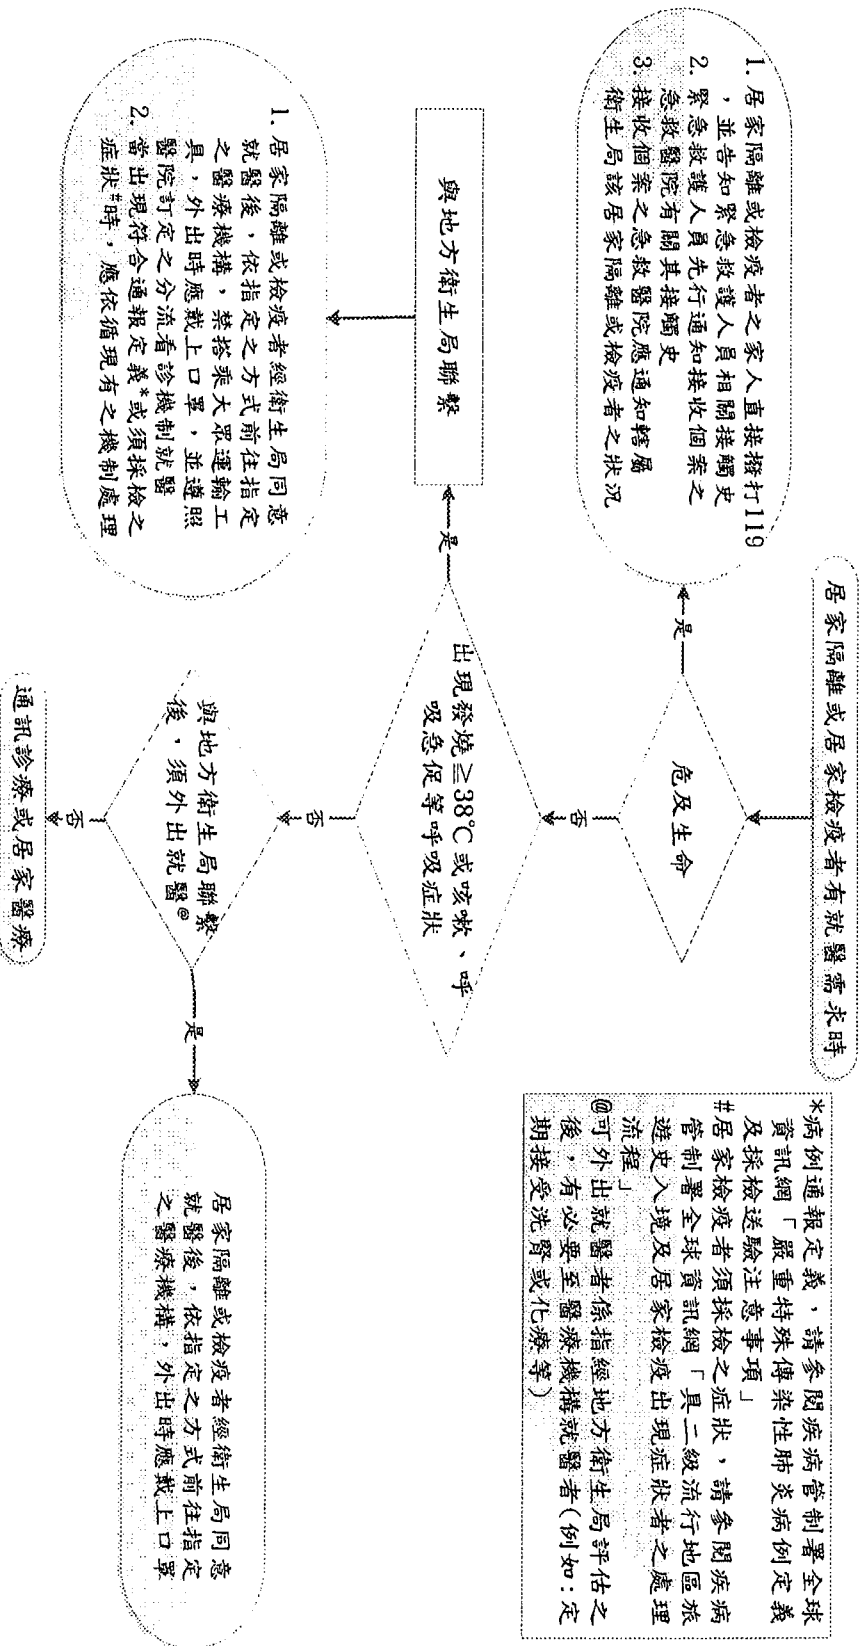 居家隔離或居家檢疫者有就醫需求時
危及生命
是
否
1. 居家隔離或檢疫者之家人直接撥打119
，並告知緊急救護人員相關接觸史
2. 緊急救護人員先行通知接收個案之
急救醫院有關其接觸史
3. 接收個案之急救醫院應通知轄屬
衛生局該居家隔離或檢疫者之狀況
出現發燒≧38℃或咳嗽、呼
吸急促等呼吸症狀
是
否
與地方衛生局聯繫
1. 居家隔離或檢疫者經衛生局同意
就醫後，依指定之方式前往指定
之醫療機構，禁搭乘大眾運輸工
具，外出時應戴上口罩，並遵照
醫院訂定之分流看診機制就醫
2. 當出現符合通報定義*或須採檢之
症狀#時，應依循現有之機制處理
與地方衛生局聯繫
後，須外出就醫@
是
否
居家隔離或檢疫者經衛生局同意
就醫後，依指定之方式前往指定
之醫療機構，外出時應戴上口罩
通訊診療或居家醫療
*病例通報定義，請參閱疾病管制署全球
資訊網「嚴重特殊傳染性肺炎病例定義
及採檢送驗注意事項」
#居家檢疫者須採檢之症狀，請參閱疾病
管制署全球資訊網「具二級流行地區旅
遊史入境及居家檢疫出現症狀者之處理
流程」
@可外出就醫者係指經地方衛生局評估之
後，有必要至醫療機構就醫者(例如:定
期接受洗腎或化療等)